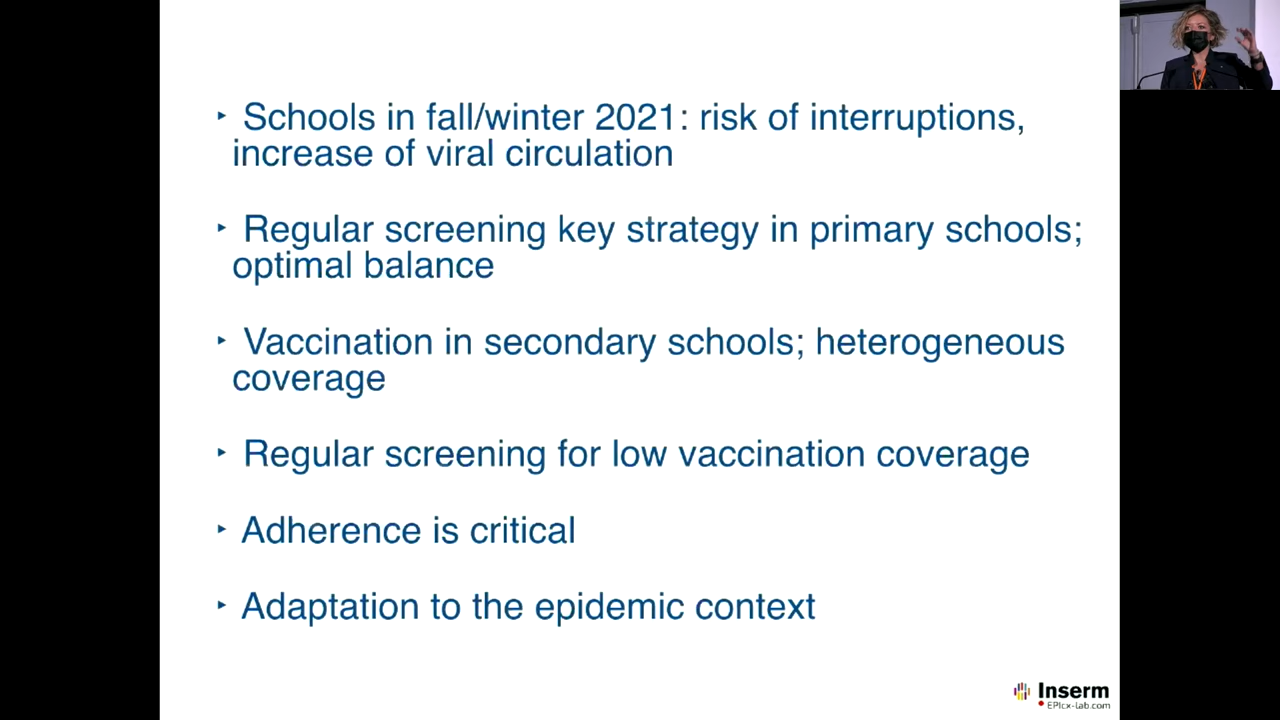 ‣ Schools in fall/winter 2021: risk of interruptions,
increase of viral circulation
‣ Regular screening key strategy in primary schools;
optimal balance
‣ Vaccination in secondary schools; heterogeneous
coverage
‣ Regular screening for low vaccination coverage
‣ Adherence is critical
‣ Adaptation to the epidemic context
Inserm
EPIcx-lab.com